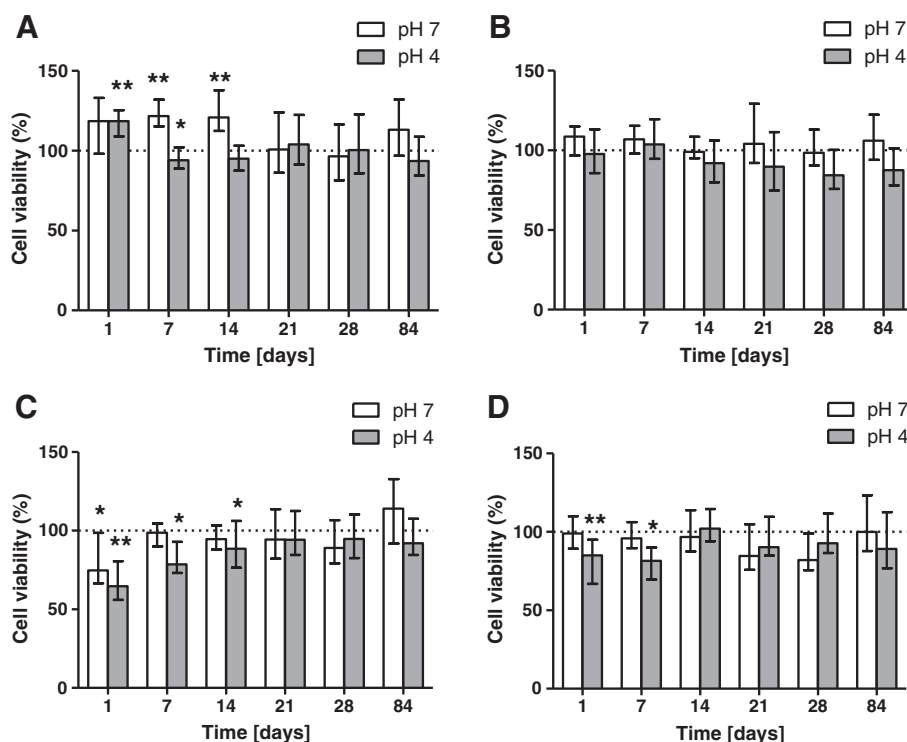 A
pH 7
pH 4
Cell viability (%)
150
100
50
0
** ** **
*
1 7 14 21 28 84
Time [days]
B
pH 7
pH 4
Cell viability (%)
150
100
50
0
1 7 14 21 28 84
Time [days]
C
pH 7
pH 4
Cell viability (%)
150
100
50
0
* ** * *
1 7 14 21 28 84
Time [days]
D
pH 7
pH 4
Cell viability (%)
150
100
50
0
** *
1 7 14 21 28 84
Time [days]